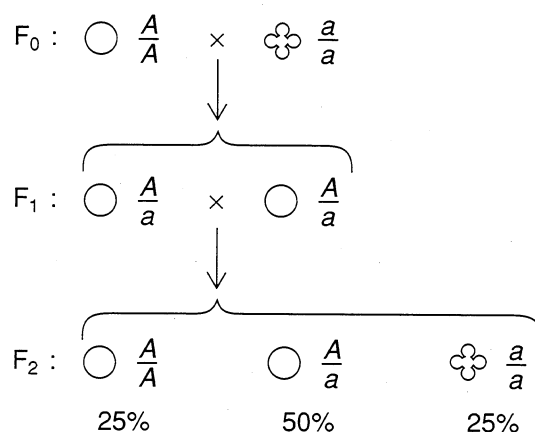 F₀ : A/A × a/a
F₁ : A/a × A/a
F₂ : A/A A/a a/a
25% 50% 25%